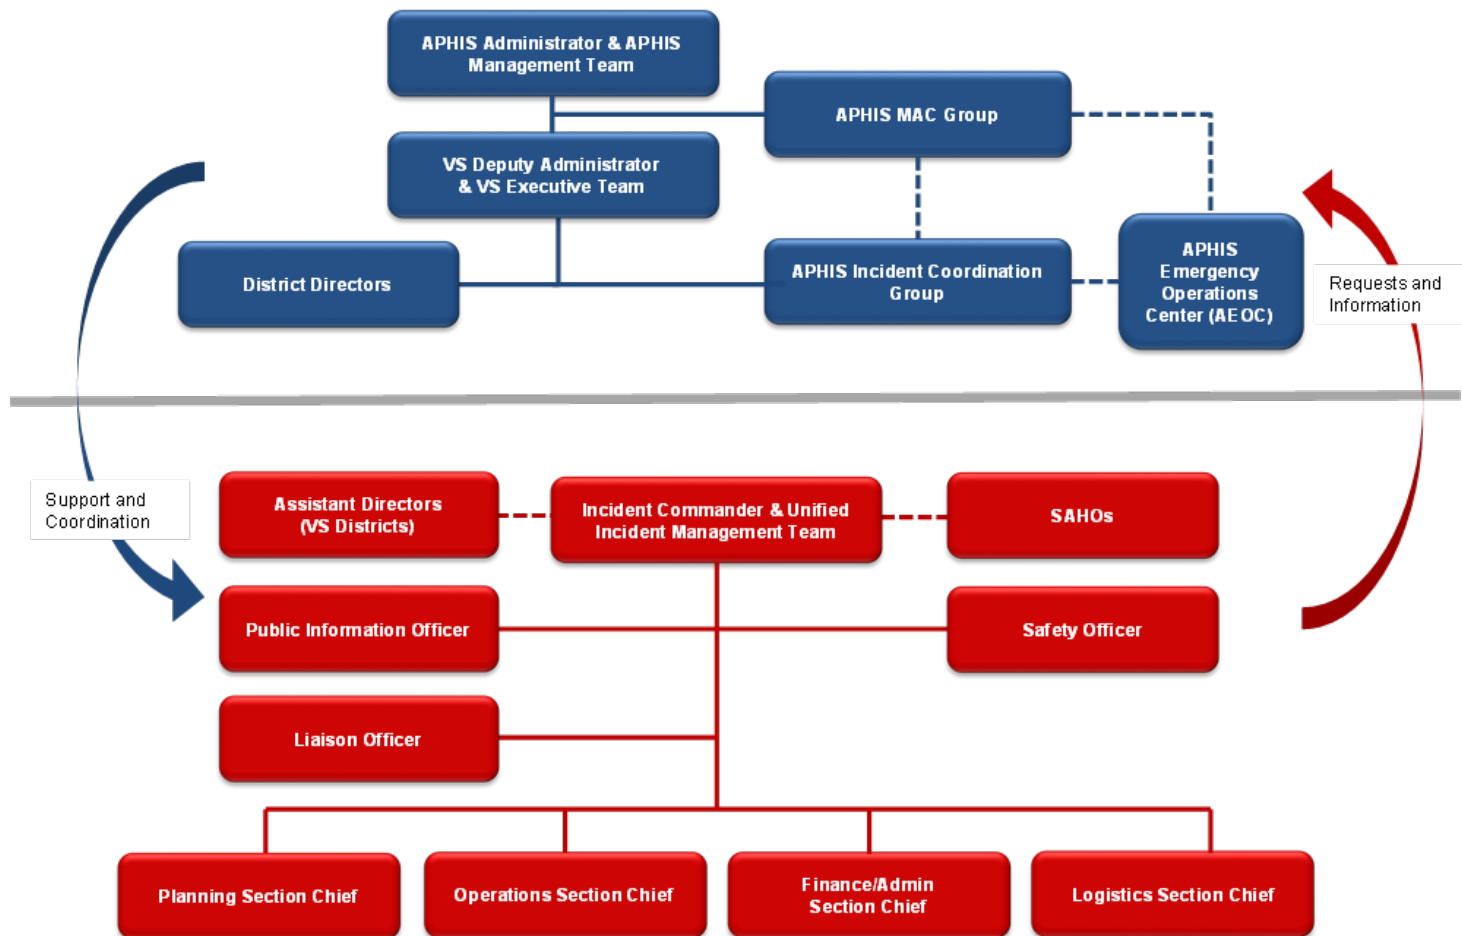 APHIS Administrator & APHIS
Management Team
APHIS MAC Group
VS Deputy Administrator
& VS Executive Team
District Directors
APHIS Incident Coordination
Group
APHIS
Emergency
Operations
Center (AEOC)
Requests and
Information
Support and
Coordination
Assistant Directors
(VS Districts)
Incident Commander & Unified
Incident Management Team
SAHOs
Public Information Officer
Safety Officer
Liaison Officer
Planning Section Chief
Operations Section Chief
Finance/Admin
Section Chief
Logistics Section Chief